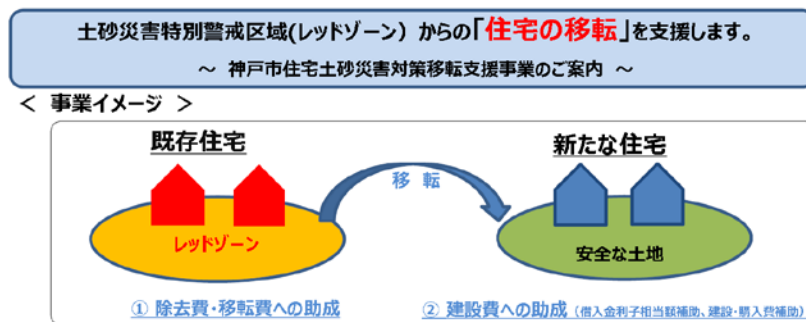 土砂災害特別警戒区域(レッドゾーン）からの「住宅の移転」を支援します。
～ 神戸市住宅土砂災害対策移転支援事業のご案内 ～
＜ 事業イメージ ＞
既存住宅
新たな住宅
移 転
レッドゾーン
安全な土地
① 除去費・移転費への助成
② 建設費への助成（借入金利子相当額補助、建設・購入費補助）